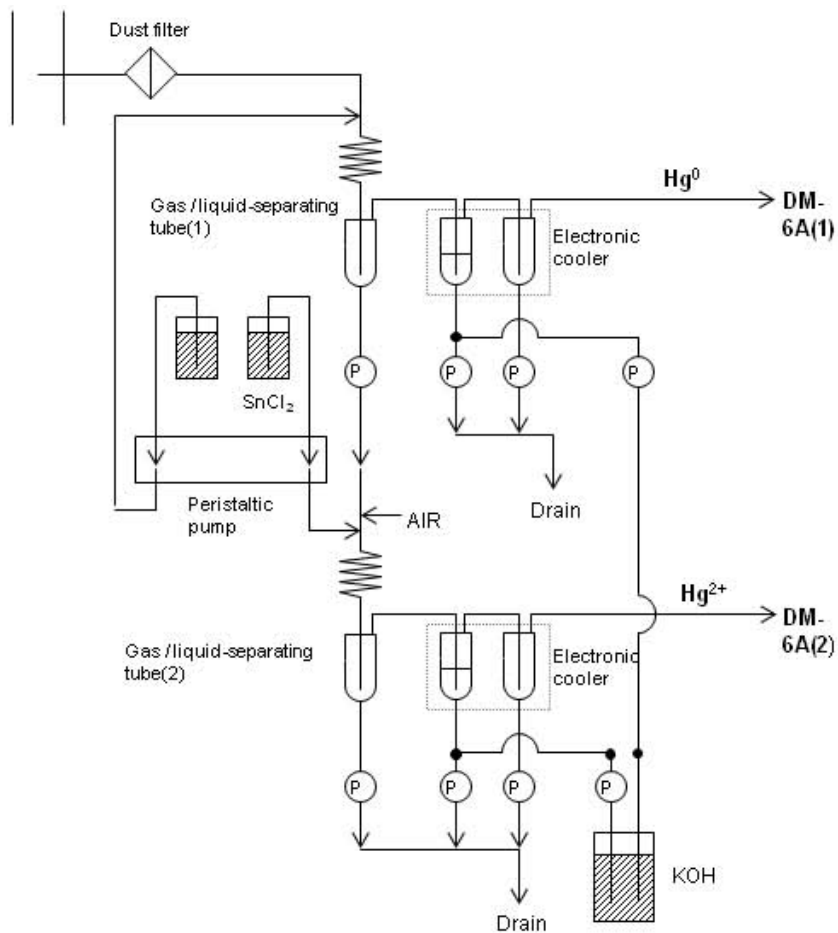 Dust filter
Hg⁰
DM-
6A(1)
Gas/liquid-separating
tube(1)
Electronic
cooler
P
P
P
P
SnCl₂
Peristaltic
pump
AIR
Drain
Hg²⁺
DM-
6A(2)
Gas/liquid-separating
tube(2)
Electronic
cooler
P
P
P
P
KOH
Drain